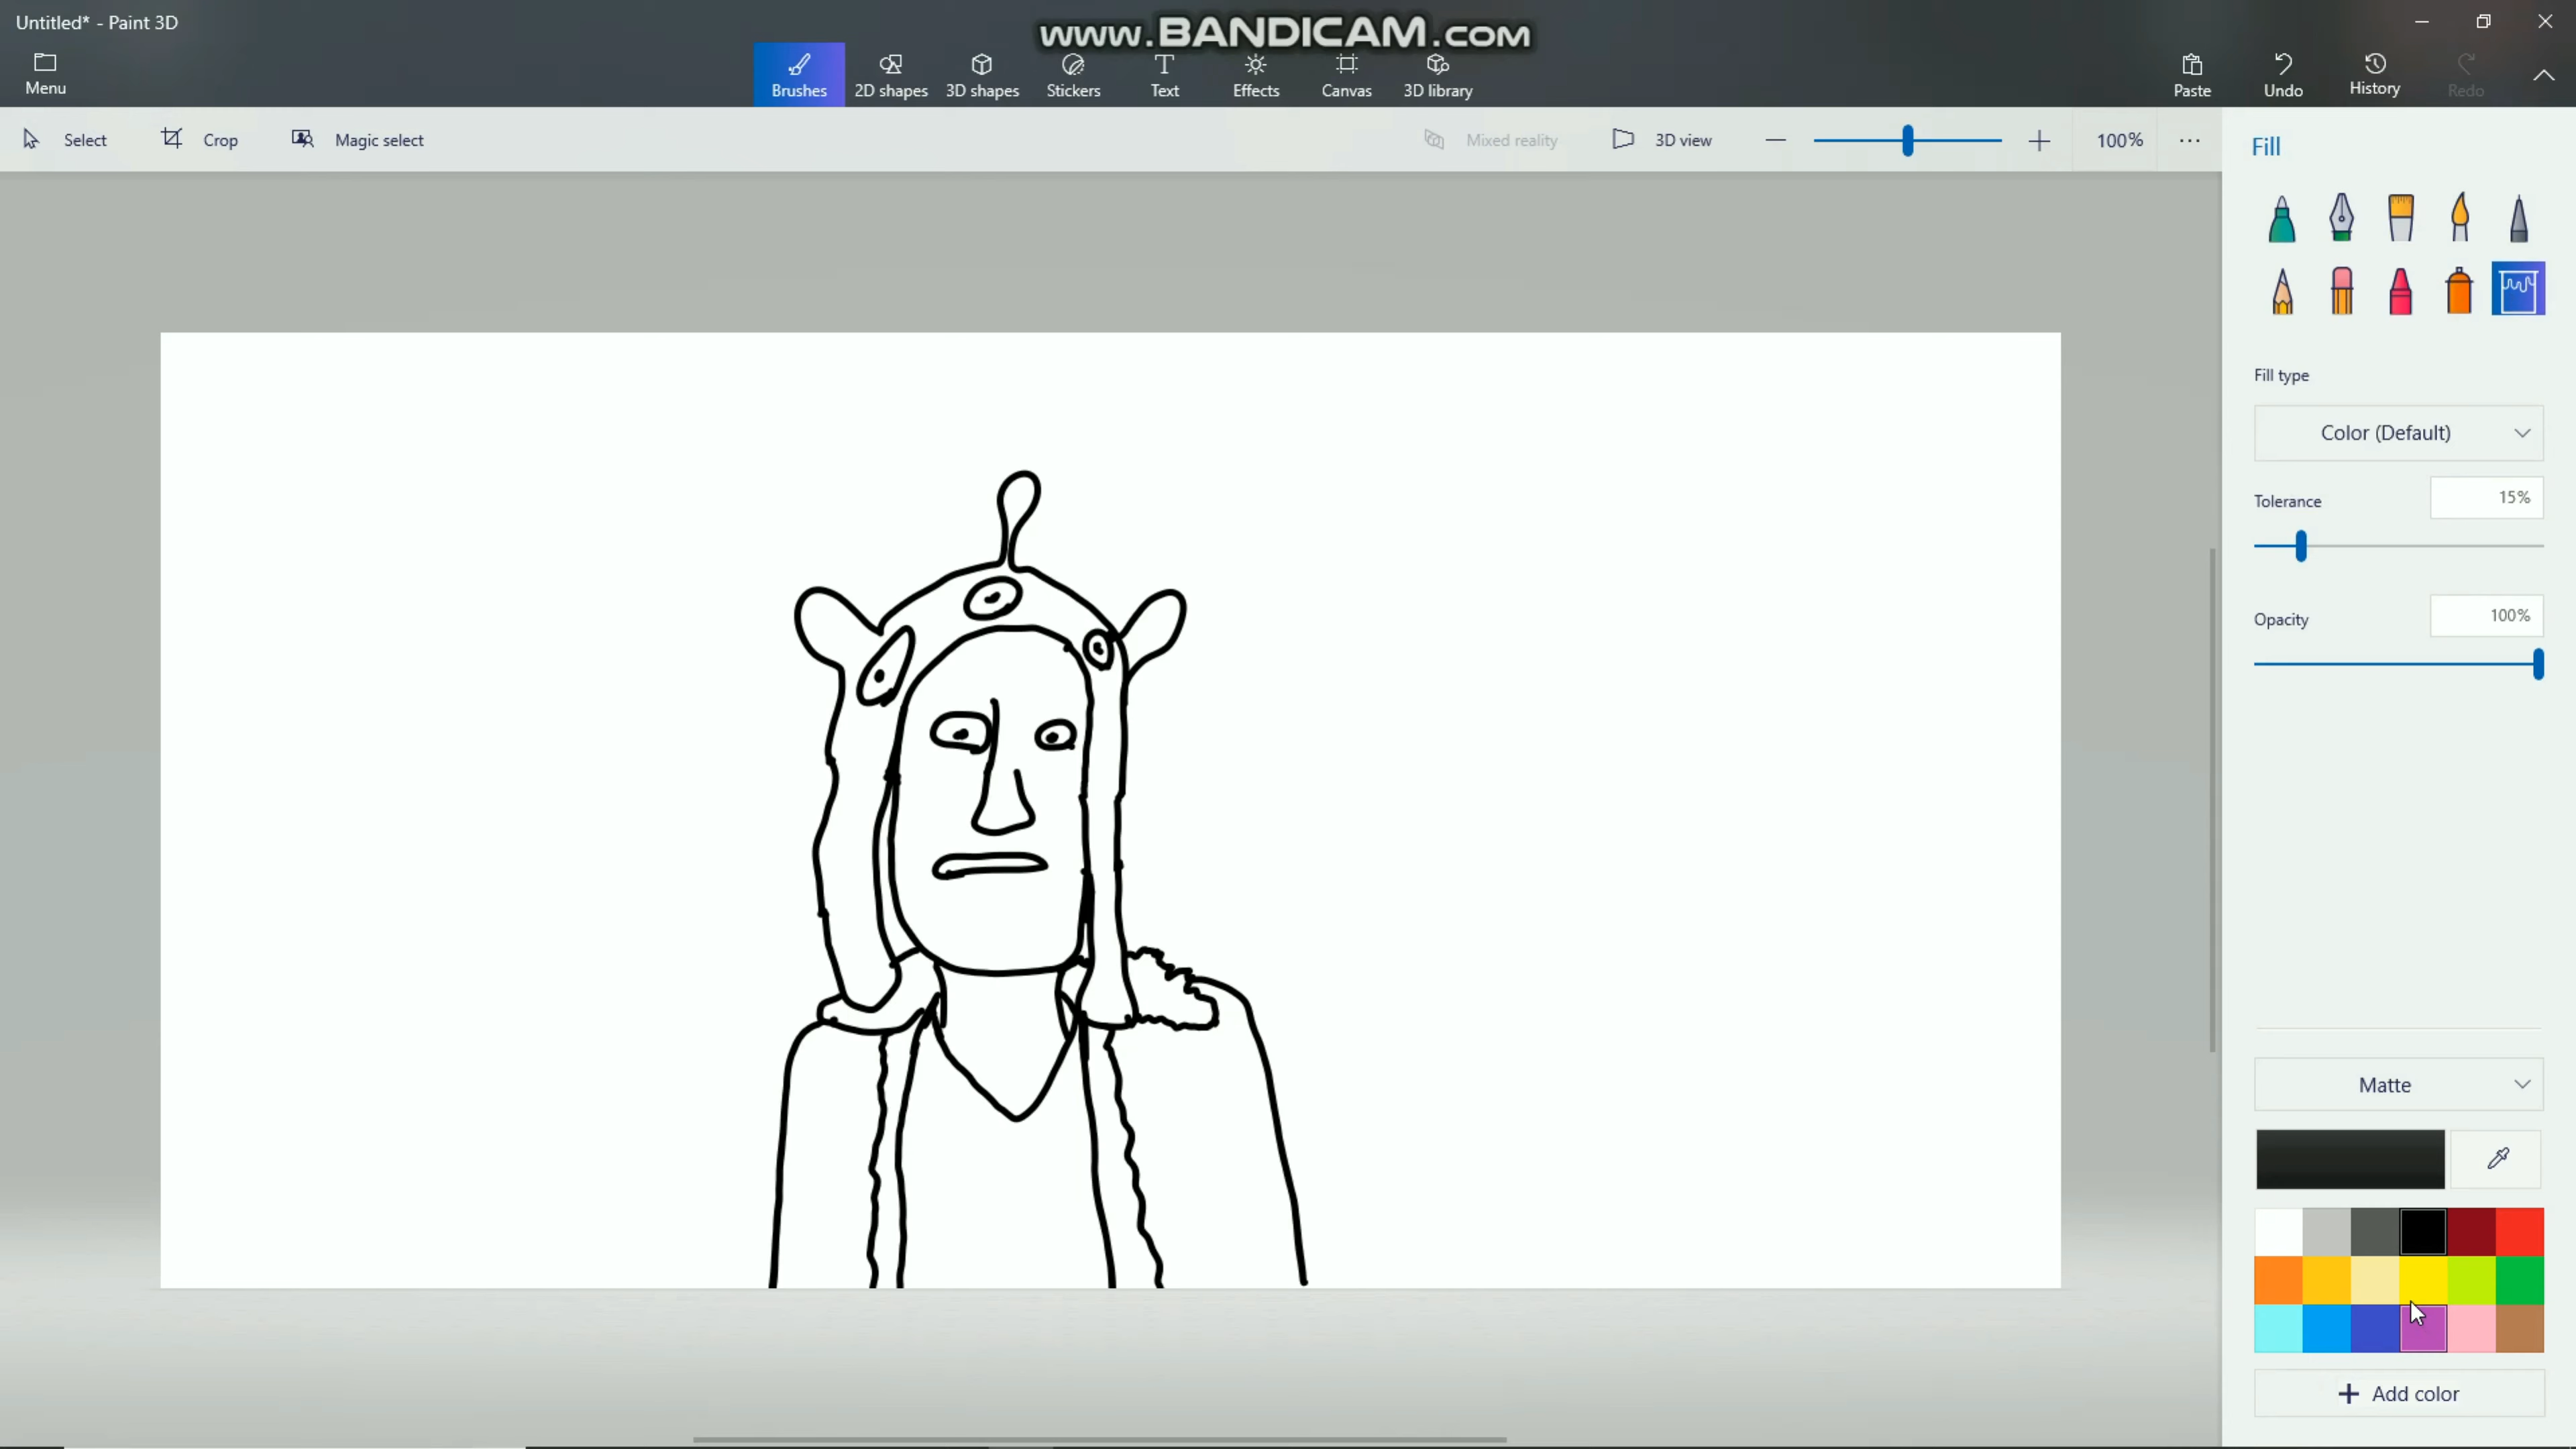 Untitled* - Paint 3D
www.BANDICAM.com
Menu
Brushes 2D shapes 3D shapes Stickers Text Effects Canvas 3D library
Paste Undo History Redo
Select Crop Magic select
Mixed reality 3D view 100%
Fill
Fill type
Color (Default)
Tolerance 15%
Opacity 100%
Matte
Add color